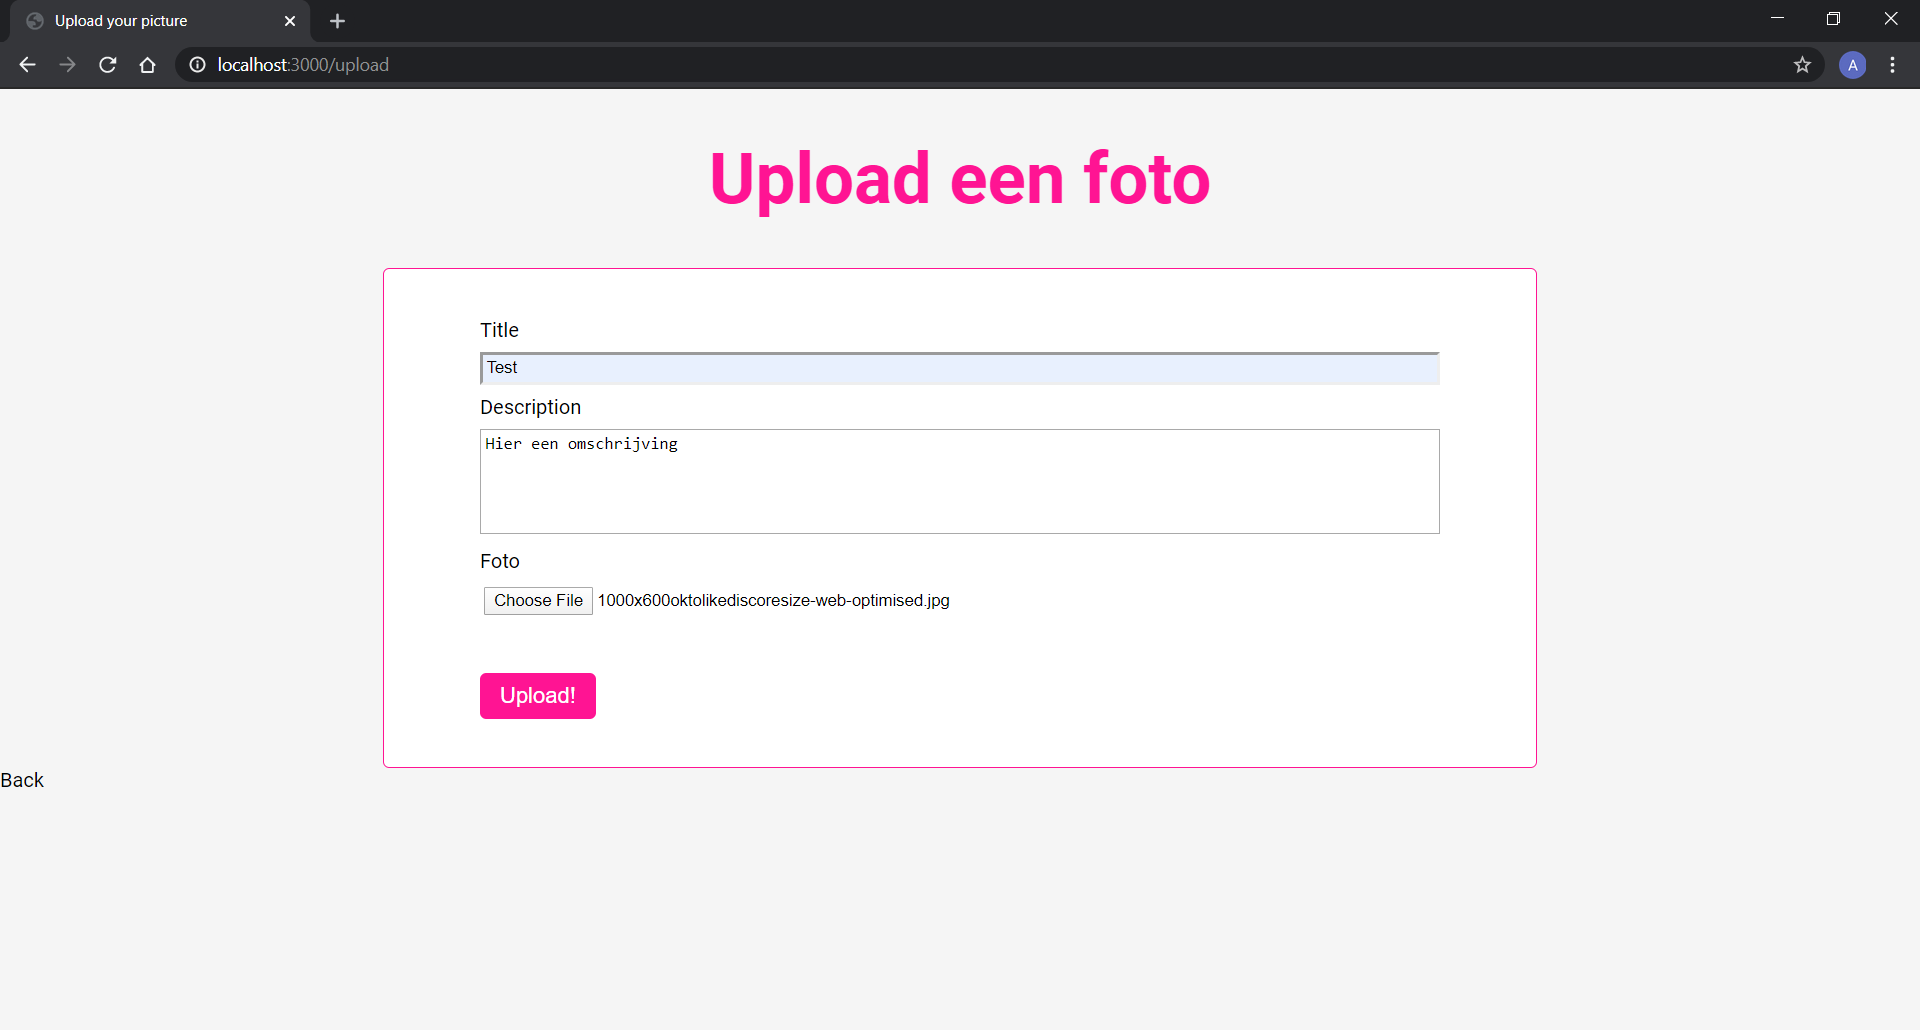 Upload your picture
localhost:3000/upload
A
Upload een foto
Title
Test
Description
Hier een omschrijving
Foto
Choose File 1000x600oktolikediscoresize-web-optimised.jpg
Upload!
Back